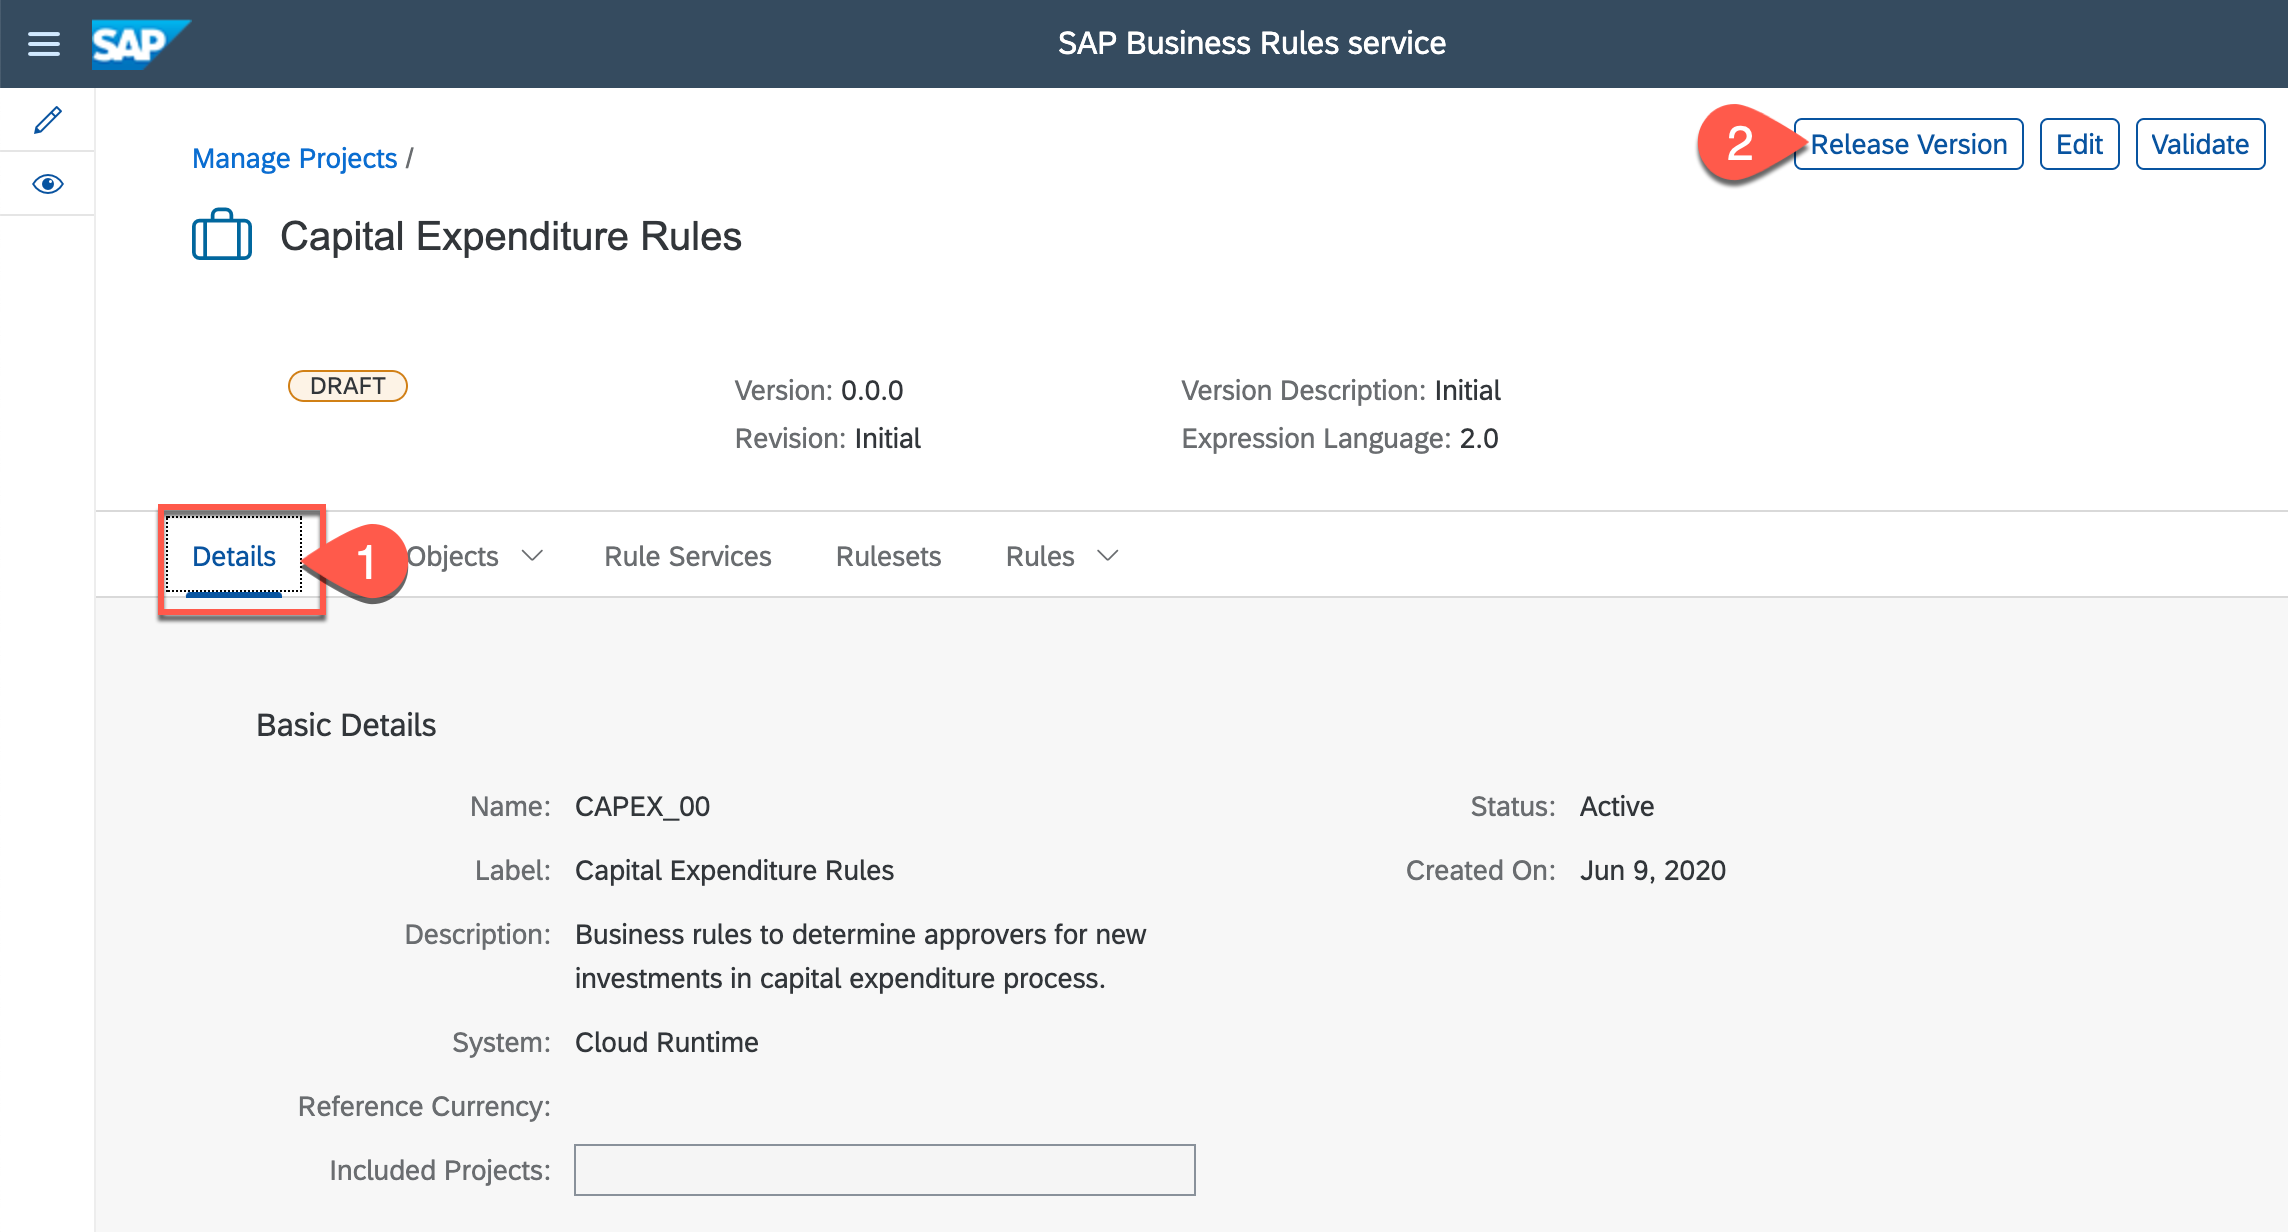 SAP
SAP Business Rules service
Manage Projects /
2
Release Version
Edit
Validate
Capital Expenditure Rules
DRAFT
Version: 0.0.0
Version Description: Initial
Revision: Initial
Expression Language: 2.0
Details
1
Objects
Rule Services
Rulesets
Rules
Basic Details
Name: CAPEX_00
Status: Active
Label: Capital Expenditure Rules
Created On: Jun 9, 2020
Description: Business rules to determine approvers for new
investments in capital expenditure process.
System: Cloud Runtime
Reference Currency:
Included Projects: